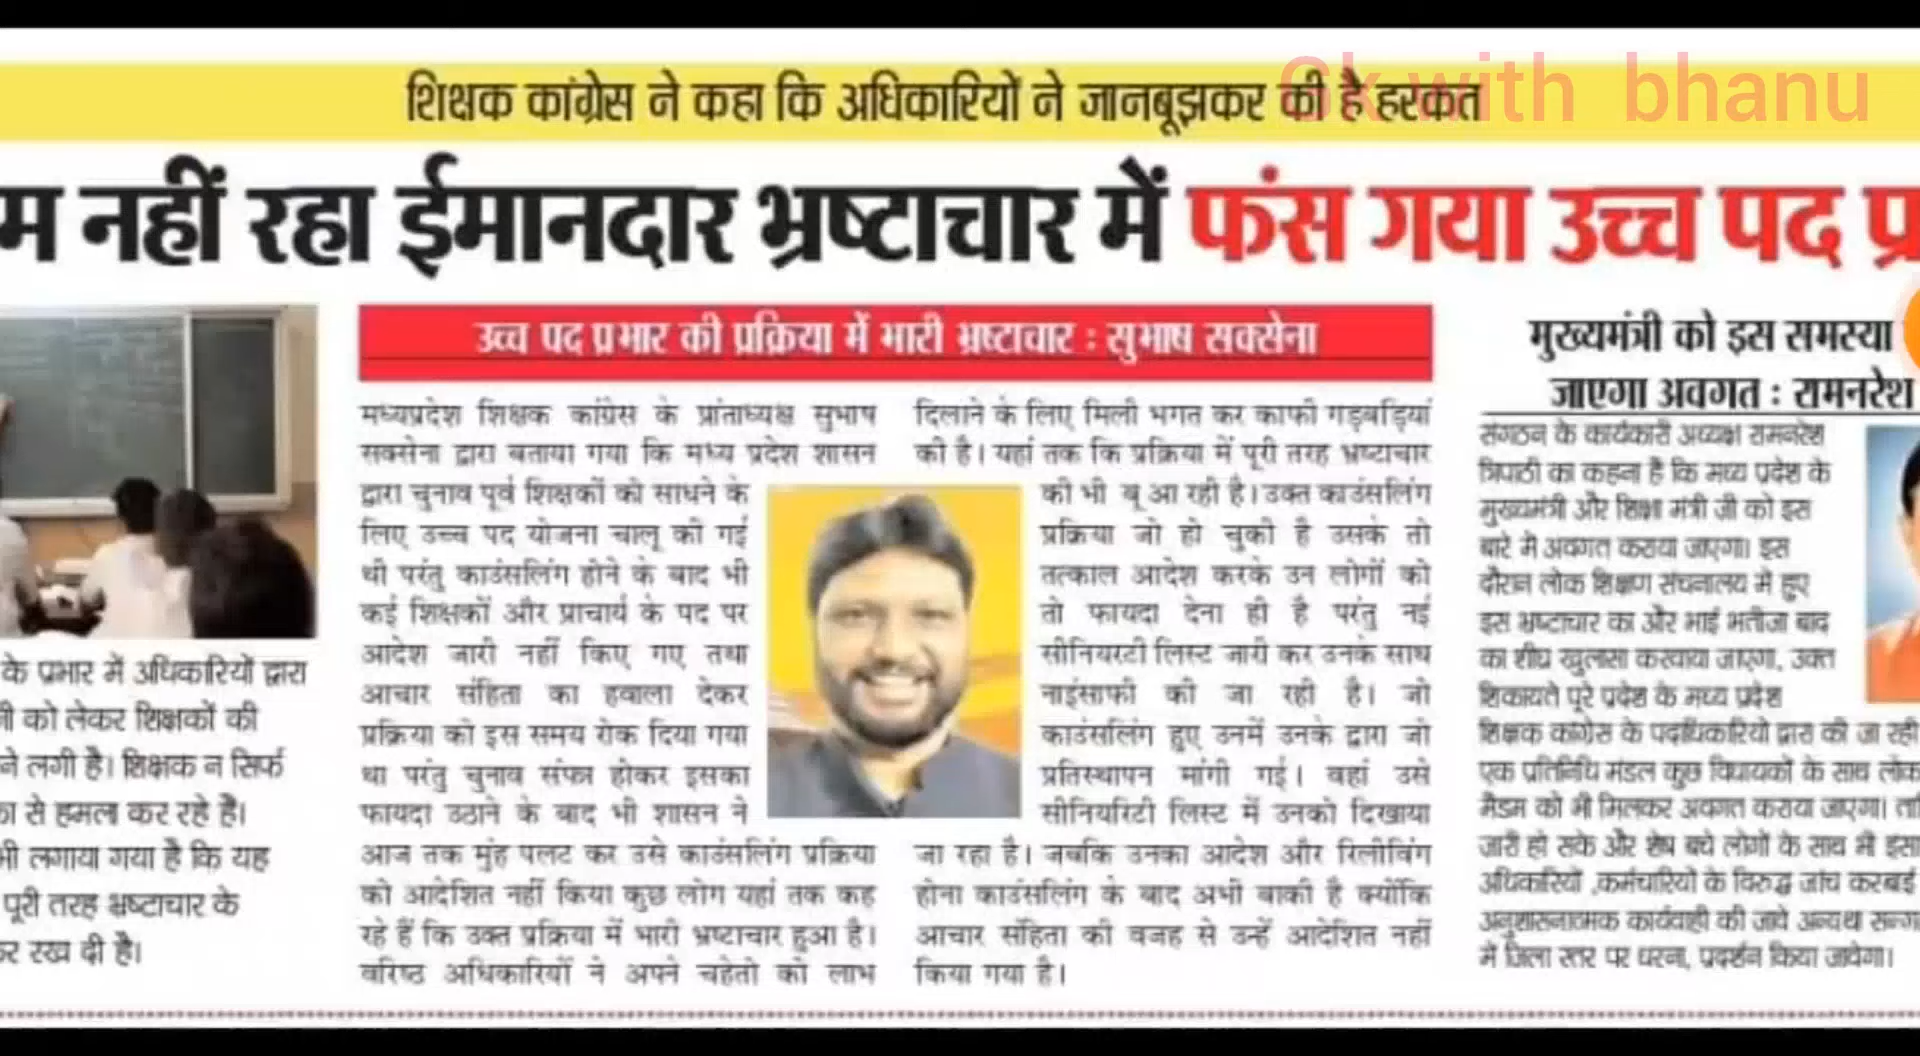 Gk with bhanu
शिक्षक कांग्रेस ने कहा कि अधिकारियों ने जानबूझकर की है हरकत
नहीं रहा ईमानदार भ्रष्टाचार में फंस गया उच्च पद
के प्रभार में अधिकारियों द्वारा
को लेकर शिक्षकों की
लगी है। शिक्षक न सिर्फ
से हमला कर रहे हैं।
लगाया गया है कि यह
पूरी तरह भ्रष्टाचार के
रख दी है।
उच्च पद प्रभार की प्रक्रिया में भारी भ्रष्टाचार : सुभाष सक्सेना
मध्यप्रदेश शिक्षक कांग्रेस के प्रांताध्यक्ष सुभाष
सक्सेना द्वारा बताया गया कि मध्य प्रदेश शासन
द्वारा चुनाव पूर्व शिक्षकों को साधने के
लिए उच्च पद योजना चालू की गई
थी परंतु काउंसलिंग होने के बाद भी
कई शिक्षकों और प्राचार्य के पद पर
आदेश जारी नहीं किए गए तथा
आचार संहिता का हवाला देकर
प्रक्रिया को इस समय रोक दिया गया
था परंतु चुनाव संपन्न होकर इसका
फायदा उठाने के बाद भी शासन ने
आज तक मुंह पलट कर उसे काउंसलिंग प्रक्रिया
को आदेशित नहीं किया कुछ लोग यहां तक कह
रहे हैं कि उक्त प्रक्रिया में भारी भ्रष्टाचार हुआ है।
वरिष्ठ अधिकारियों ने अपने चहेतो को लाभ
दिलाने के लिए मिली भगत कर काफी गड़बड़ियां
की है। यहां तक कि प्रक्रिया में पूरी तरह भ्रष्टाचार
की भी बू आ रही है। उक्त काउंसलिंग
प्रक्रिया जो हो चुकी है उसके तो
तत्काल आदेश करके उन लोगों को
तो फायदा देना ही है परंतु नई
सीनियरटी लिस्ट जारी कर उनके साथ
नाइंसाफी की जा रही है। जो
काउंसलिंग हुए उनमें उनके द्वारा जो
प्रतिस्थापन मांगी गई। वहां उसे
सीनियरिटी लिस्ट में उनको दिखाया
जा रहा है। जबकि उनका आदेश और रिलीविंग
होना काउंसलिंग के बाद अभी बाकी है क्योंकि
आचार संहिता की वजह से उन्हें आदेशित नहीं
किया गया है।
मुख्यमंत्री को इस समस्या
जाएगा अवगत : रामनरेश
संगठन के कार्यकारी अध्यक्ष रामनरेश
त्रिपाठी का कहना है कि मध्य प्रदेश के
मुख्यमंत्री और शिक्षा मंत्री जी को इस
बारे में अवगत कराया जाएगा। इस
दौरान लोक शिक्षण संचनालय में हुए
इस भ्रष्टाचार का और भाई भतीजा बाद
का शीघ्र खुलासा करवाया जाएगा, उक्त
शिकायते पूरे प्रदेश के मध्य प्रदेश
शिक्षक कांग्रेस के पदाधिकारियो द्वारा की जा रही
एक प्रतिनिधि मंडल कुछ विधायकों के साथ लोक
मैडम को भी मिलकर अवगत कराया जाएगा।
जारी हो सके और शेष बचे लोगों के साथ भी
अधिकारियों ,कर्मचारियों के विरुद्ध जांच करबाई
अनुशासनात्मक कार्यवाही की जावे अन्यथा
में जिला स्तर पर धरना, प्रदर्शन किया जावेगा।